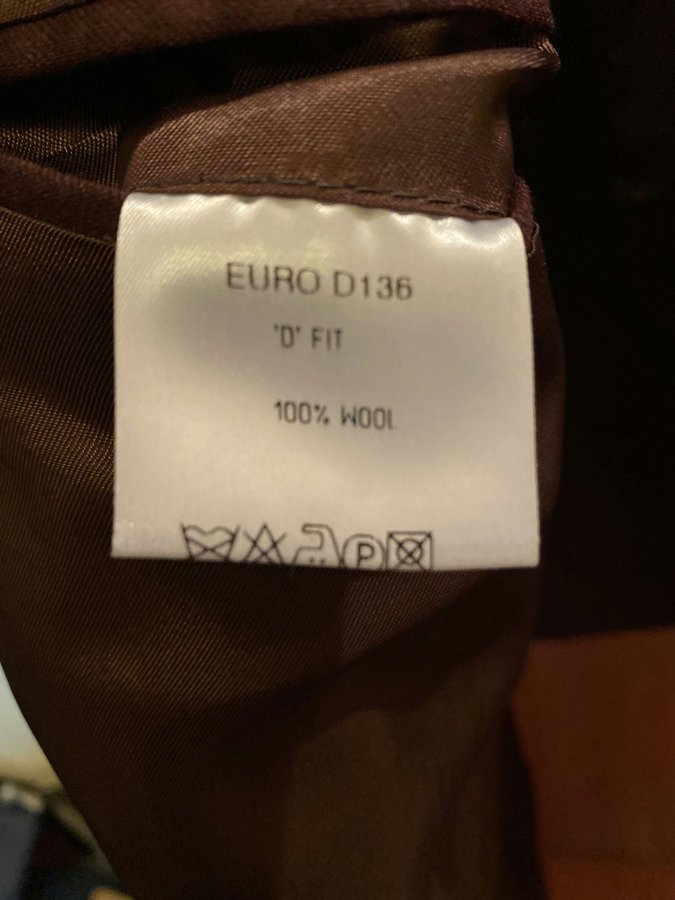 EURO D136
'D' FIT
100% WOOL
P